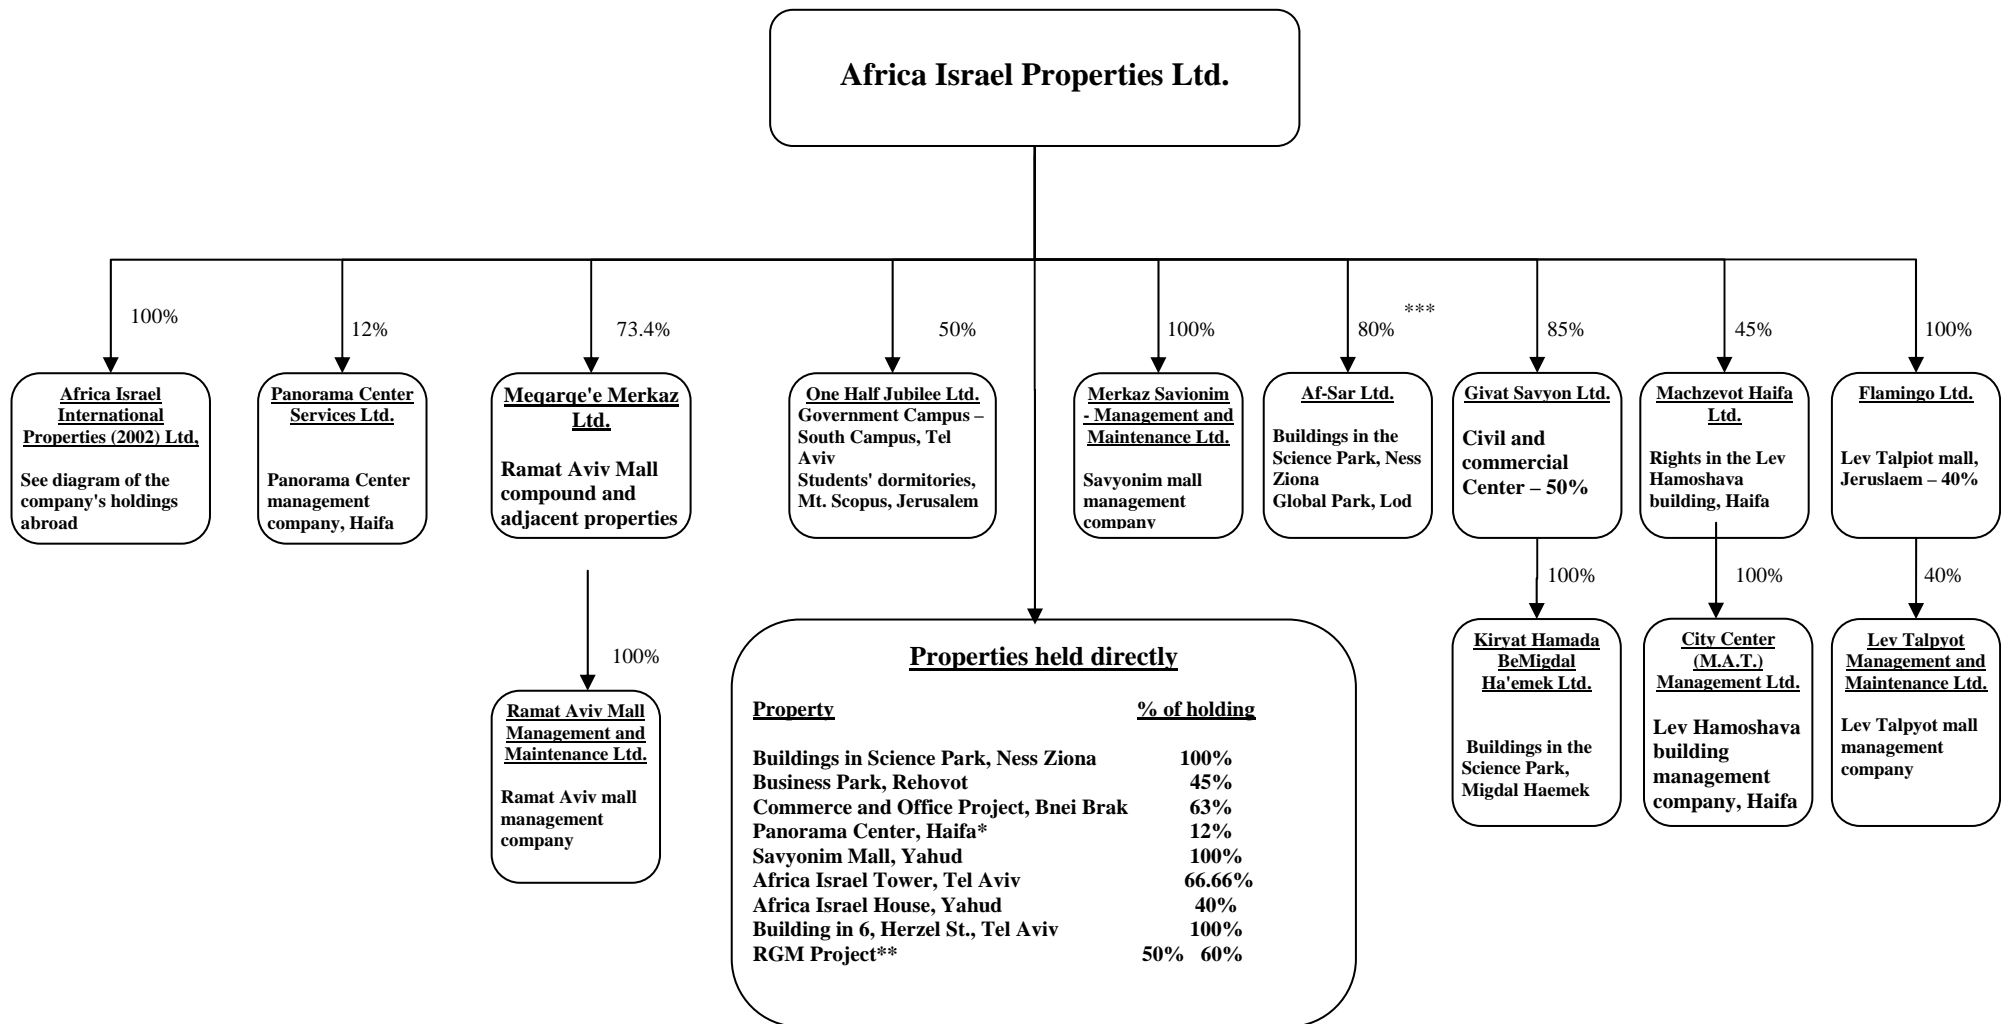 Africa Israel Properties Ltd.
100%
12%
73.4%
50%
100%
80%
***
85%
45%
100%
Africa Israel
International
Properties (2002) Ltd,
See diagram of the
company's holdings
abroad
Panorama Center
Services Ltd.
Panorama Center
management
company, Haifa
Meqarqe'e Merkaz
Ltd.
Ramat Aviv Mall
compound and
adjacent properties
One Half Jubilee Ltd.
Government Campus –
South Campus, Tel
Aviv
Students' dormitories,
Mt. Scopus, Jerusalem
Merkaz Savionim
- Management and
Maintenance Ltd.
Savyonim mall
management
company
Af-Sar Ltd.
Buildings in the
Science Park, Ness
Ziona
Global Park, Lod
Givat Savyon Ltd.
Civil and
commercial
Center – 50%
Machzevot Haifa
Ltd.
Rights in the Lev
Hamoshava
building, Haifa
Flamingo Ltd.
Lev Talpiot mall,
Jeruslaem – 40%
100%
100%
100%
40%
Ramat Aviv Mall
Management and
Maintenance Ltd.
Ramat Aviv mall
management
company
Properties held directly
Property % of holding
Buildings in Science Park, Ness Ziona 100%
Business Park, Rehovot 45%
Commerce and Office Project, Bnei Brak 63%
Panorama Center, Haifa* 12%
Savyonim Mall, Yahud 100%
Africa Israel Tower, Tel Aviv 66.66%
Africa Israel House, Yahud 40%
Building in 6, Herzel St., Tel Aviv 100%
RGM Project** 50% 60%
Kiryat Hamada
BeMigdal
Ha'emek Ltd.
Buildings in the
Science Park,
Migdal Haemek
City Center
(M.A.T.)
Management Ltd.
Lev Hamoshava
building
management
company, Haifa
Lev Talpyot
Management and
Maintenance Ltd.
Lev Talpyot mall
management
company